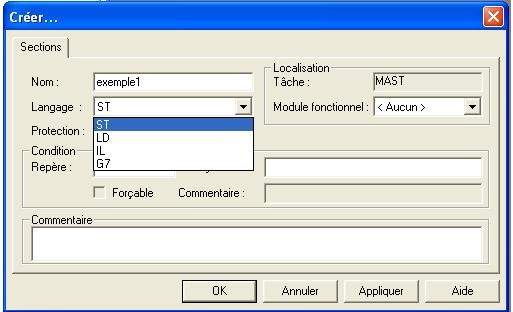 Créer...
Sections
Nom : exemple1
Localisation
Tâche : MAST
Langage : ST
Module fonctionnel : < Aucun >
Protection :
ST
LD
IL
G7
Condition
Repère :
Forçable
Commentaire :
Commentaire
OK Annuler Appliquer Aide